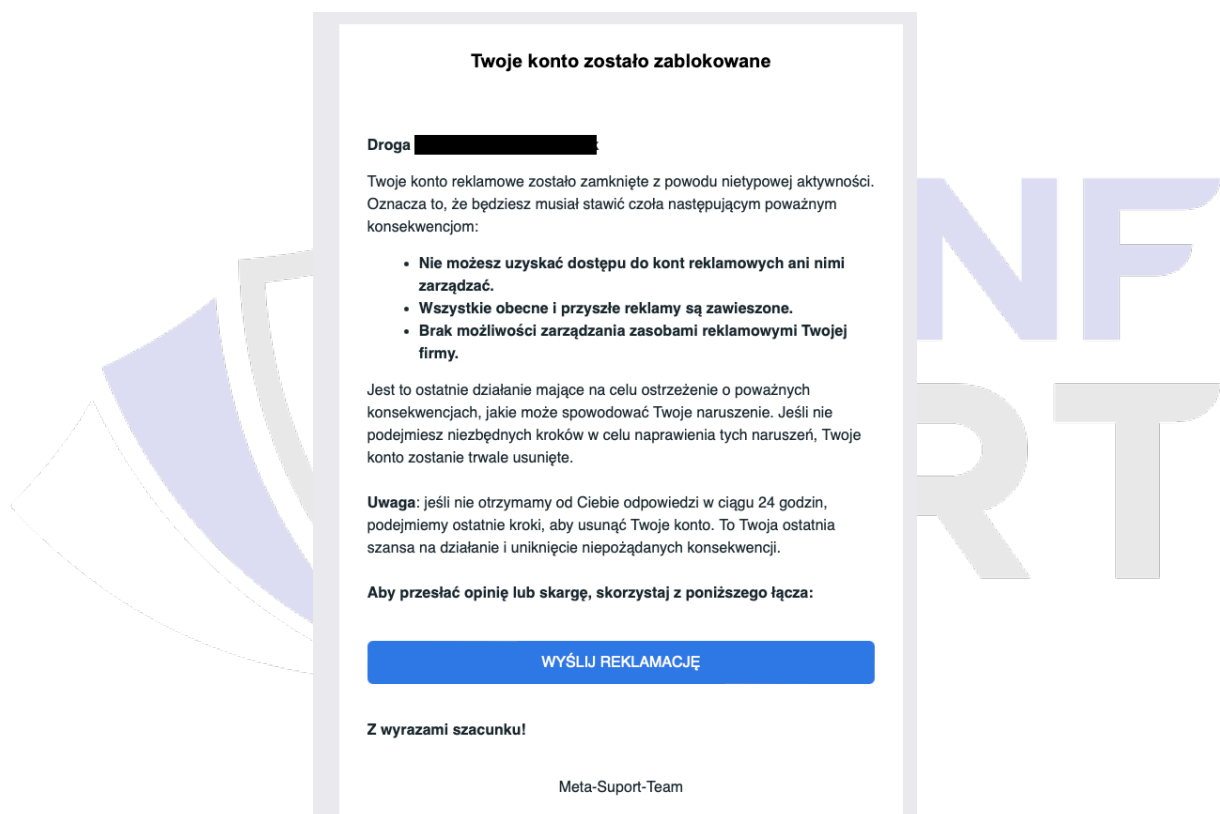 Twoje konto zostało zablokowane
Droga
Twoje konto reklamowe zostało zamknięte z powodu nietypowej aktywności.
Oznacza to, że będziesz musiał stawić czoła następującym poważnym
konsekwencjom:
• Nie możesz uzyskać dostępu do kont reklamowych ani nimi
zarządzać.
• Wszystkie obecne i przyszłe reklamy są zawieszone.
• Brak możliwości zarządzania zasobami reklamowymi Twojej
firmy.
Jest to ostatnie działanie mające na celu ostrzeżenie o poważnych
konsekwencjach, jakie może spowodować Twoje naruszenie. Jeśli nie
podejmiesz niezbędnych kroków w celu naprawienia tych naruszeń, Twoje
konto zostanie trwale usunięte.
Uwaga: jeśli nie otrzymamy od Ciebie odpowiedzi w ciągu 24 godzin,
podejmiemy ostatnie kroki, aby usunąć Twoje konto. To Twoja ostatnia
szansa na działanie i uniknięcie niepożądanych konsekwencji.
Aby przesłać opinię lub skargę, skorzystaj z poniższego łącza:
WYŚLIJ REKLAMACJĘ
Z wyrazami szacunku!
Meta-Suport-Team
NF
RT